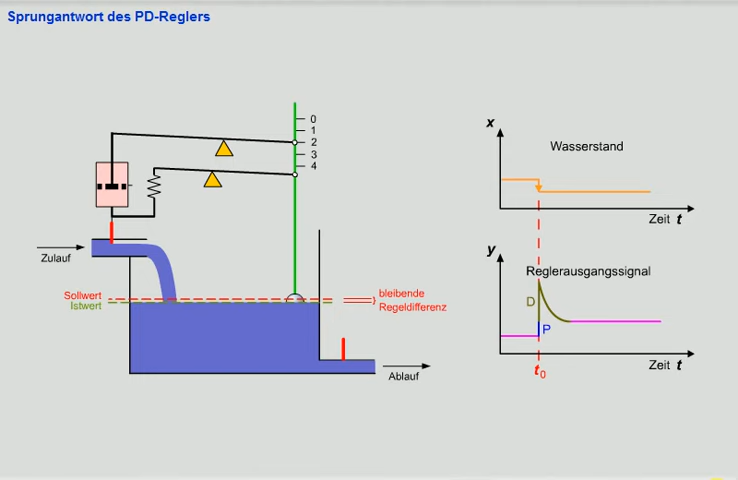 Sprungantwort des PD-Reglers
0
1
2
3
4
Zulauf
Sollwert
Istwert
bleibende
Regeldifferenz
Ablauf
x
Wasserstand
Zeit t
y
Reglerausgangssignal
D
P
Zeit t
t0